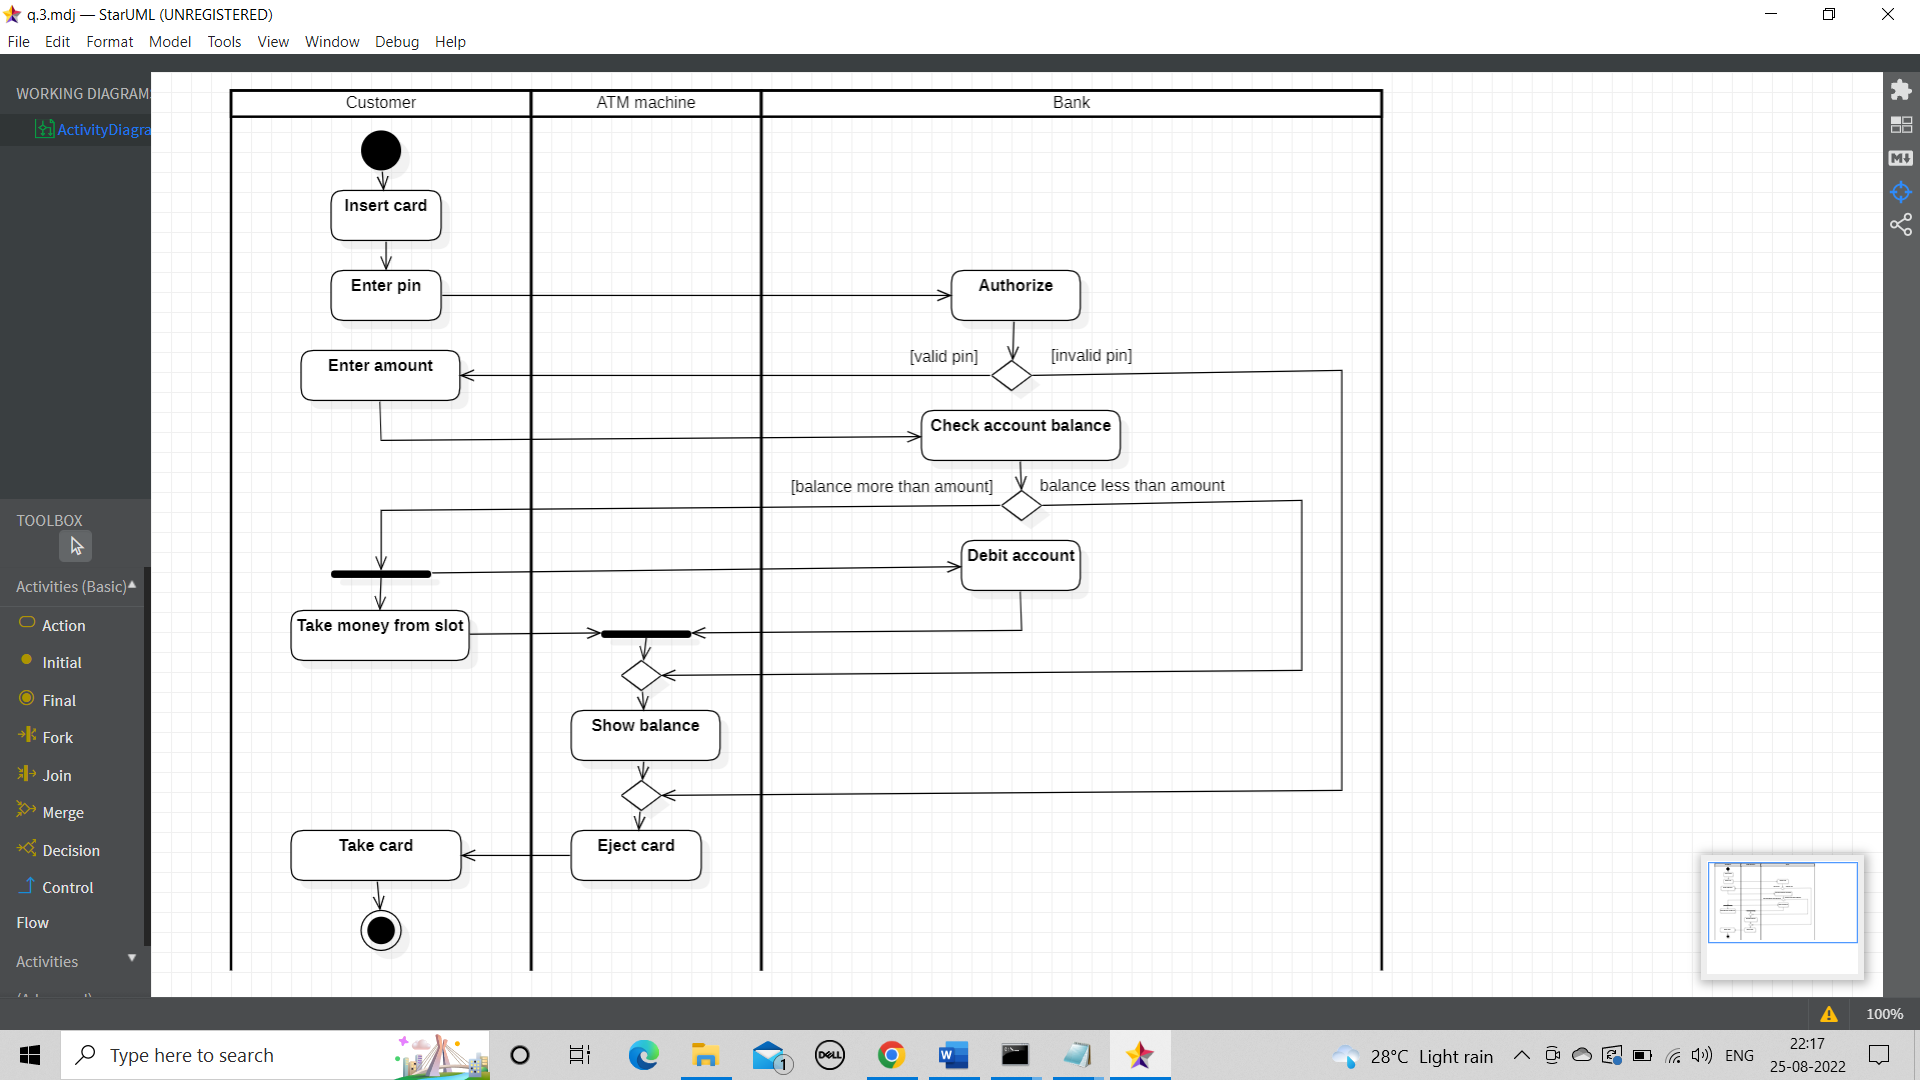 q.3.mdj — StarUML (UNREGISTERED)
File Edit Format Model Tools View Window Debug Help
WORKING DIAGRAMS
ActivityDiagra
Customer ATM machine Bank
Insert card
Enter pin Authorize
[valid pin] [invalid pin]
Enter amount
Check account balance
[balance more than amount] balance less than amount
Debit account
Take money from slot
Show balance
Take card Eject card
TOOLBOX
Activities (Basic)
Action
Initial
Final
Fork
Join
Merge
Decision
Control
Flow
Activities
M
100%
Type here to search
1
DELL
W
28°C Light rain
ENG
22:17
25-08-2022